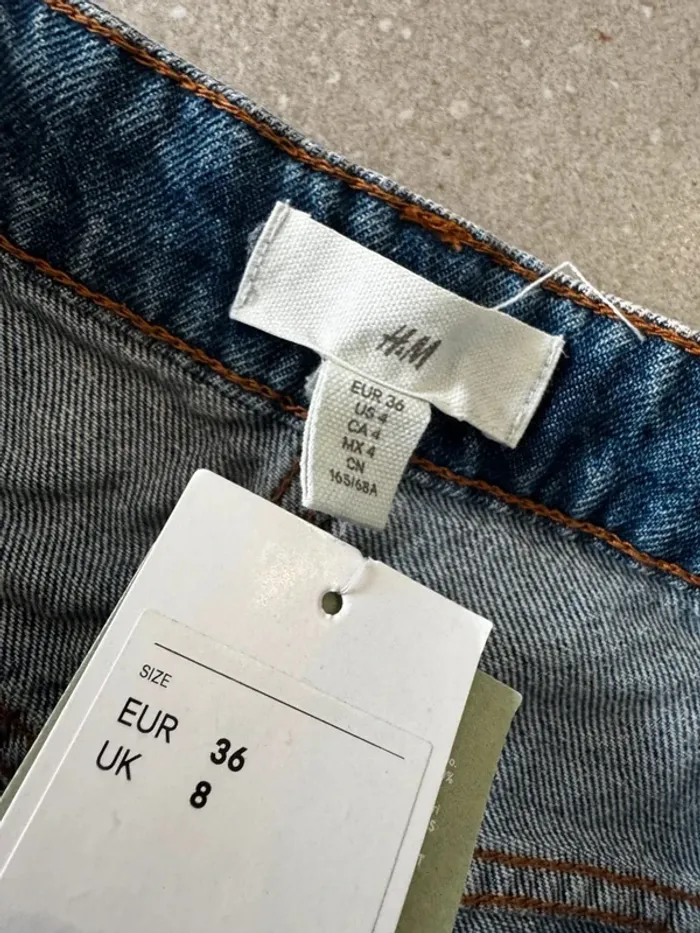 H&M
EUR 36
US 4
CA 4
MX 4
CN
165/68A
SIZE
EUR 36
UK 8